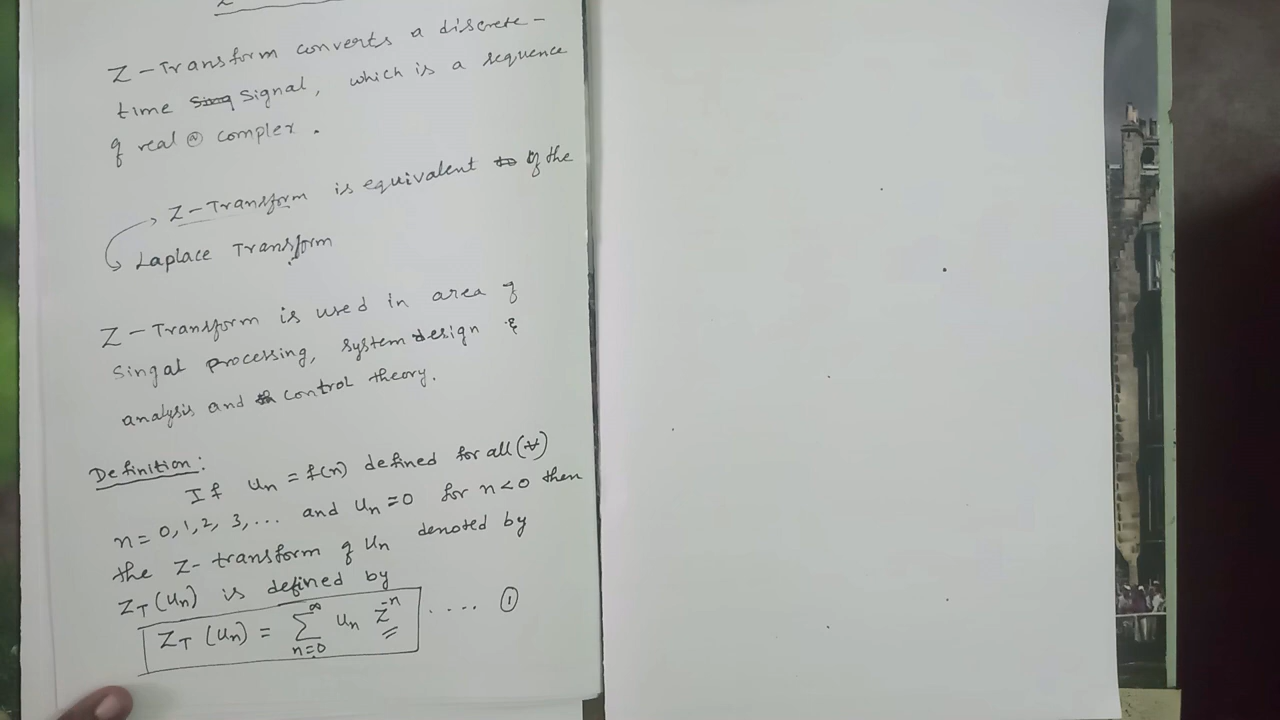 Z-Transform converts a discrete-
time Signal, which is a sequence
of real or complex.
Z-Transform is equivalent of the
Laplace Transform
Z-Transform is used in area of
Singal processing, system design &
analysis and control theory.
Definition:
If un = f(n) defined for all (∀)
n = 0, 1, 2, 3, ... and un = 0 for n < 0 then
the Z-transform of un denoted by
ZT (un) is defined by
ZT (un) = ∑ n=0 ∞ un z^-n .... ①